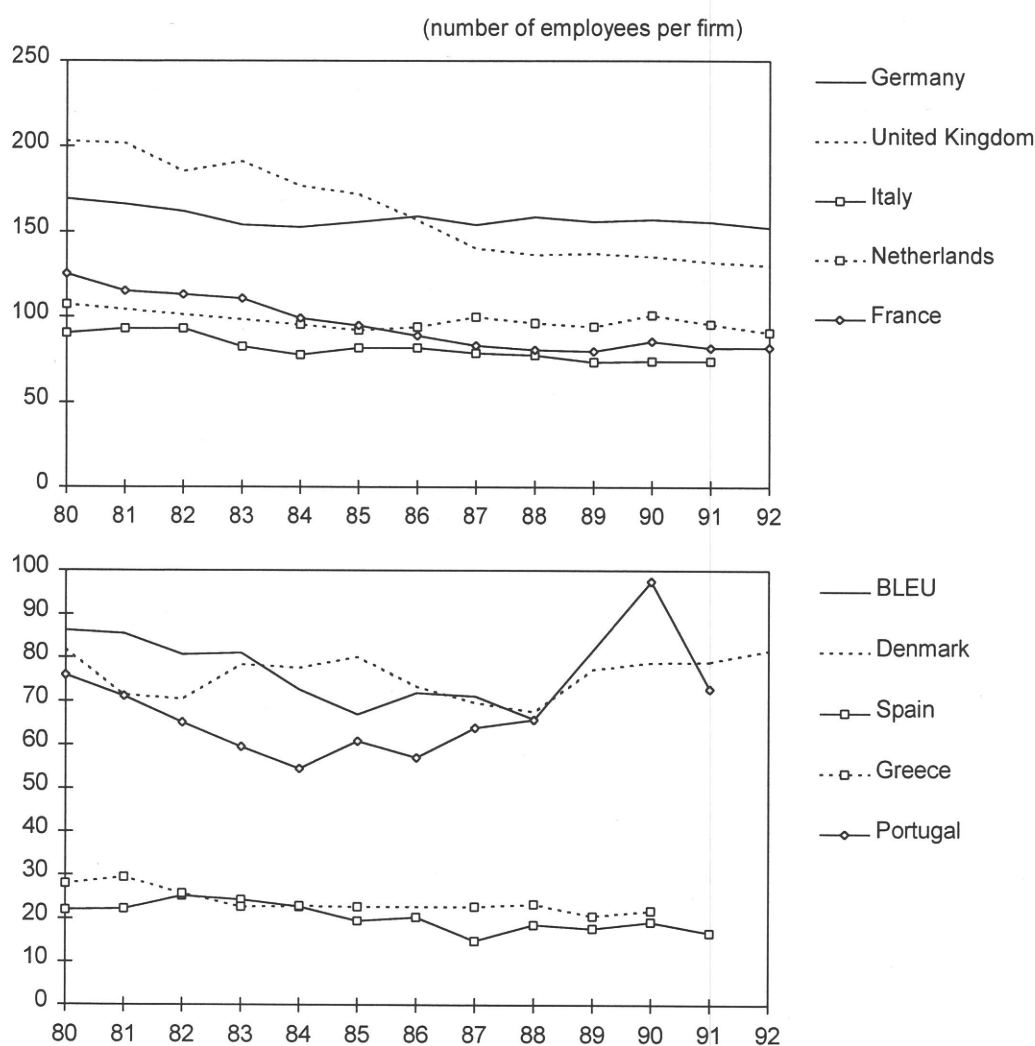 (number of employees per firm)
250
200
150
100
50
0
80 81 82 83 84 85 86 87 88 89 90 91 92
Germany
United Kingdom
Italy
Netherlands
France
100
90
80
70
60
50
40
30
20
10
0
80 81 82 83 84 85 86 87 88 89 90 91 92
BLEU
Denmark
Spain
Greece
Portugal